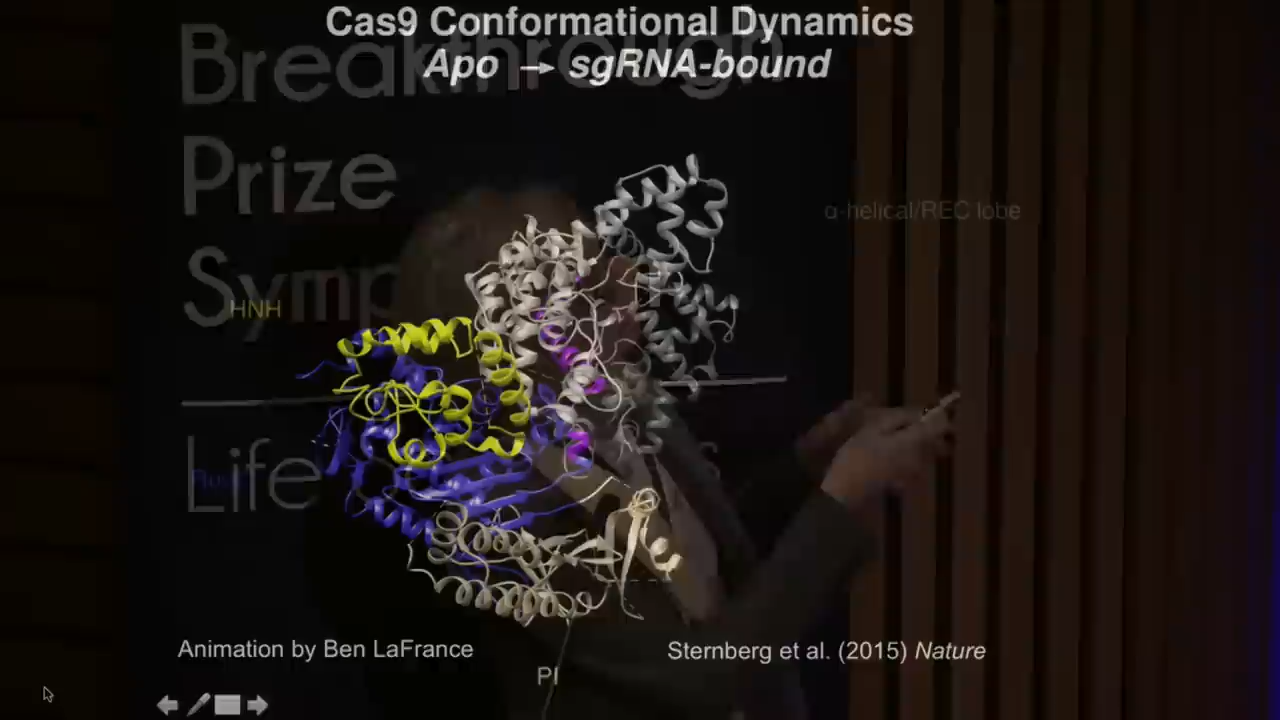 Cas9 Conformational Dynamics
Apo → sgRNA-bound
Breakthrough
Prize
α-helical/REC lobe
HNH
Life
Animation by Ben LaFrance
Sternberg et al. (2015) Nature
PI